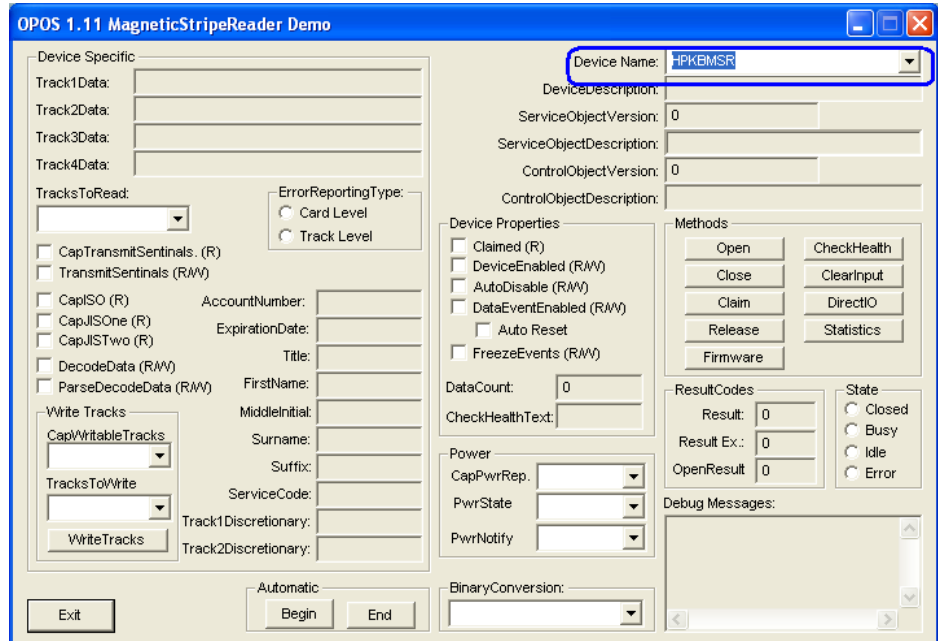 OPOS 1.11 MagneticStripeReader Demo
Device Specific
Track1Data:
Track2Data:
Track3Data:
Track4Data:
TracksToRead:
ErrorReportingType:
Card Level
Track Level
CapTransmitSentinals. (R)
TransmitSentinals (R/W)
CapISO (R)
CapJISOne (R)
CapJISTwo (R)
DecodeData (R/W)
ParseDecodeData (R/W)
AccountNumber:
ExpirationDate:
Title:
FirstName:
MiddleInitial:
Surname:
Suffix:
ServiceCode:
Track1Discretionary:
Track2Discretionary:
Write Tracks
CapWritableTracks
TracksToWrite
WriteTracks
Exit
Automatic
Begin End
Device Name: HPKBMSR
DeviceDescription:
ServiceObjectVersion: 0
ServiceObjectDescription:
ControlObjectVersion: 0
ControlObjectDescription:
Device Properties
Claimed (R)
DeviceEnabled (R/W)
AutoDisable (R/W)
DataEventEnabled (R/W)
Auto Reset
FreezeEvents (R/W)
DataCount: 0
CheckHealthText:
Power
CapPwrRep.
PwrState
PwrNotify
BinaryConversion:
Methods
Open CheckHealth
Close ClearInput
Claim DirectIO
Release Statistics
Firmware
ResultCodes
Result: 0
Result Ex.: 0
OpenResult 0
State
Closed
Busy
Idle
Error
Debug Messages: